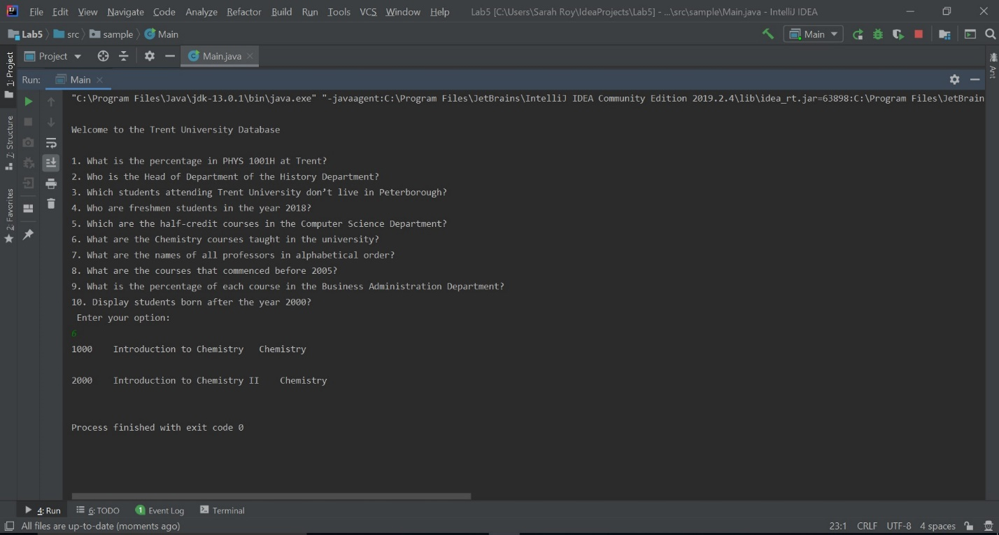 File Edit View Navigate Code Analyze Refactor Build Run Tools VCS Window Help Lab5 [C:\Users\Sarah Roy\IdeaProjects\Lab5] - ...\src\sample\Main.java - IntelliJ IDEA
Lab5 src sample Main Main
Project Main.java
1: Project
Ant
Run: Main
"C:\Program Files\Java\jdk-13.0.1\bin\java.exe" "-javaagent:C:\Program Files\JetBrains\IntelliJ IDEA Community Edition 2019.2.4\lib\idea_rt.jar=63898:C:\Program Files\JetBrain
Welcome to the Trent University Database
7: Structure
1. What is the percentage in PHYS 1001H at Trent?
2. Who is the Head of Department of the History Department?
3. Which students attending Trent University don’t live in Peterborough?
2: Favorites
4. Who are freshmen students in the year 2018?
5. Which are the half-credit courses in the Computer Science Department?
6. What are the Chemistry courses taught in the university?
7. What are the names of all professors in alphabetical order?
8. What are the courses that commenced before 2005?
9. What is the percentage of each course in the Business Administration Department?
10. Display students born after the year 2000?
Enter your option:
6
1000 Introduction to Chemistry Chemistry
2000 Introduction to Chemistry II Chemistry
Process finished with exit code 0
4: Run 6: TODO 1 Event Log Terminal
All files are up-to-date (moments ago) 23:1 CRLF UTF-8 4 spaces